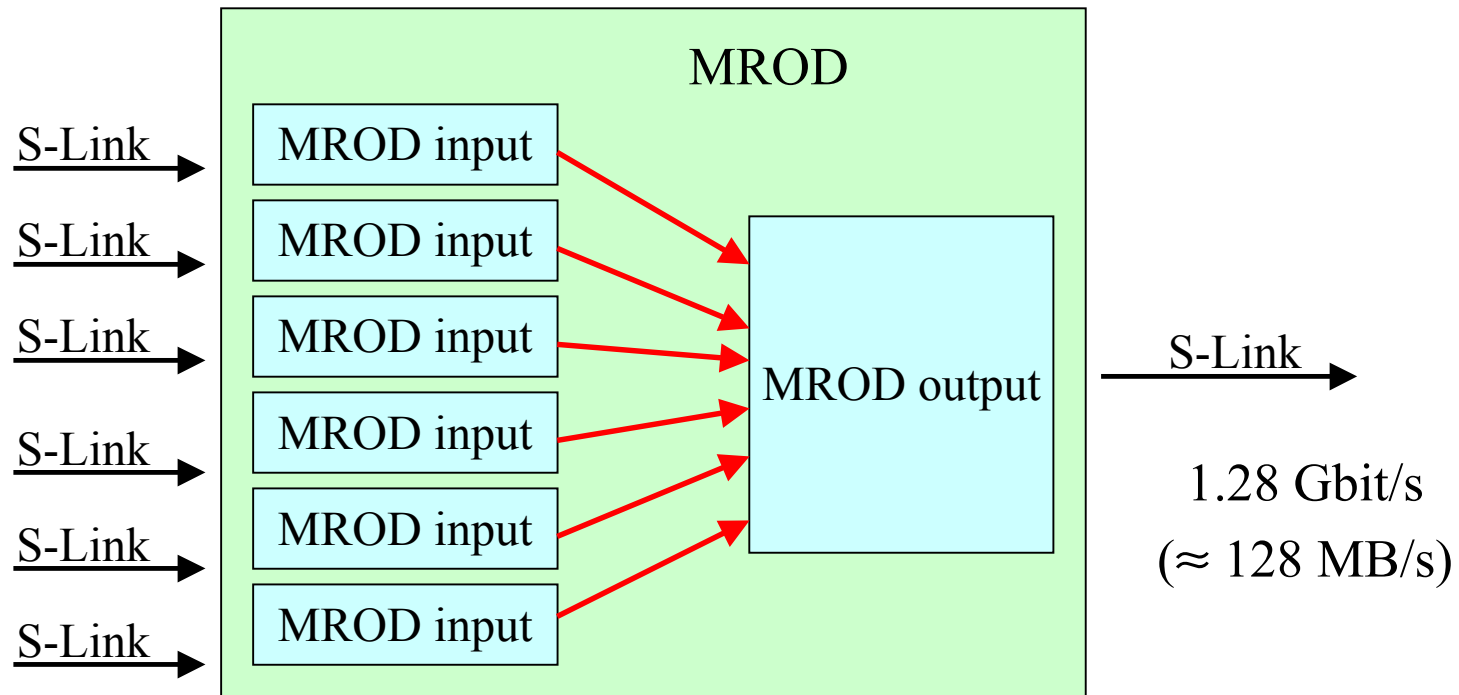 MROD
S-Link
MROD input
S-Link
MROD input
S-Link
MROD input
S-Link
MROD input
S-Link
MROD input
S-Link
MROD input
MROD output
S-Link
1.28 Gbit/s
(≈ 128 MB/s)